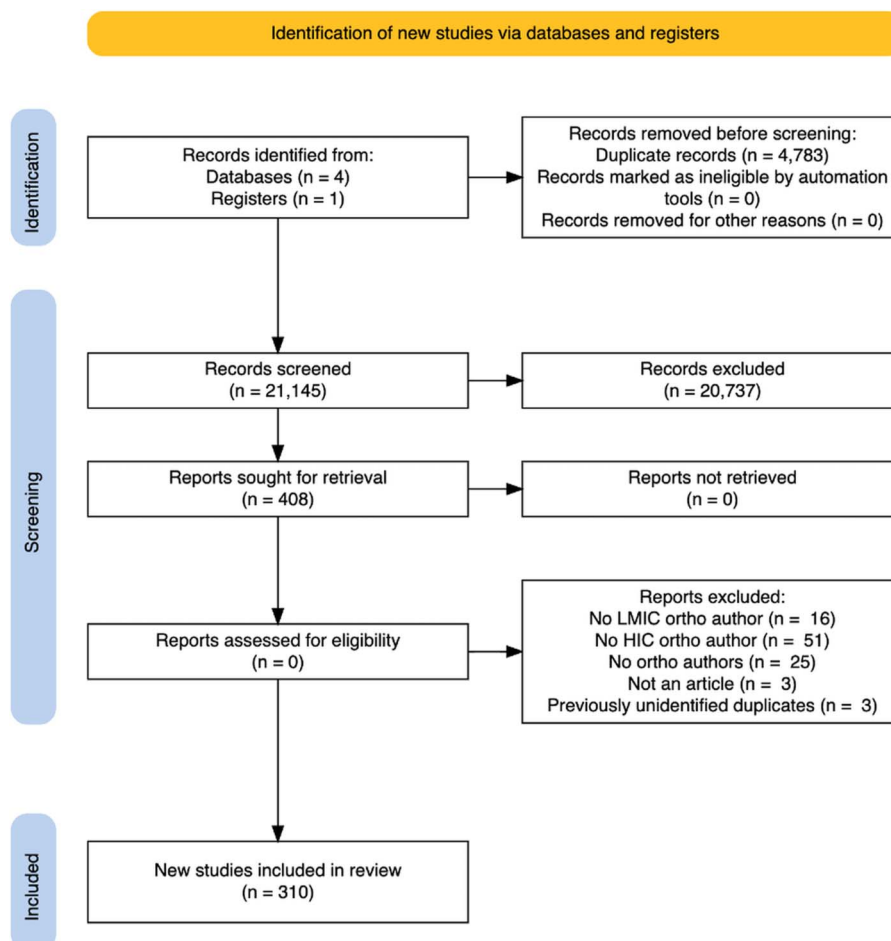 Identification of new studies via databases and registers
Identification
Records identified from:
Databases (n = 4)
Registers (n = 1)
Records removed before screening:
Duplicate records (n = 4,783)
Records marked as ineligible by automation
tools (n = 0)
Records removed for other reasons (n = 0)
Screening
Records screened
(n = 21,145)
Records excluded
(n = 20,737)
Reports sought for retrieval
(n = 408)
Reports not retrieved
(n = 0)
Reports assessed for eligibility
(n = 0)
Reports excluded:
No LMIC ortho author (n = 16)
No HIC ortho author (n = 51)
No ortho authors (n = 25)
Not an article (n = 3)
Previously unidentified duplicates (n = 3)
Included
New studies included in review
(n = 310)